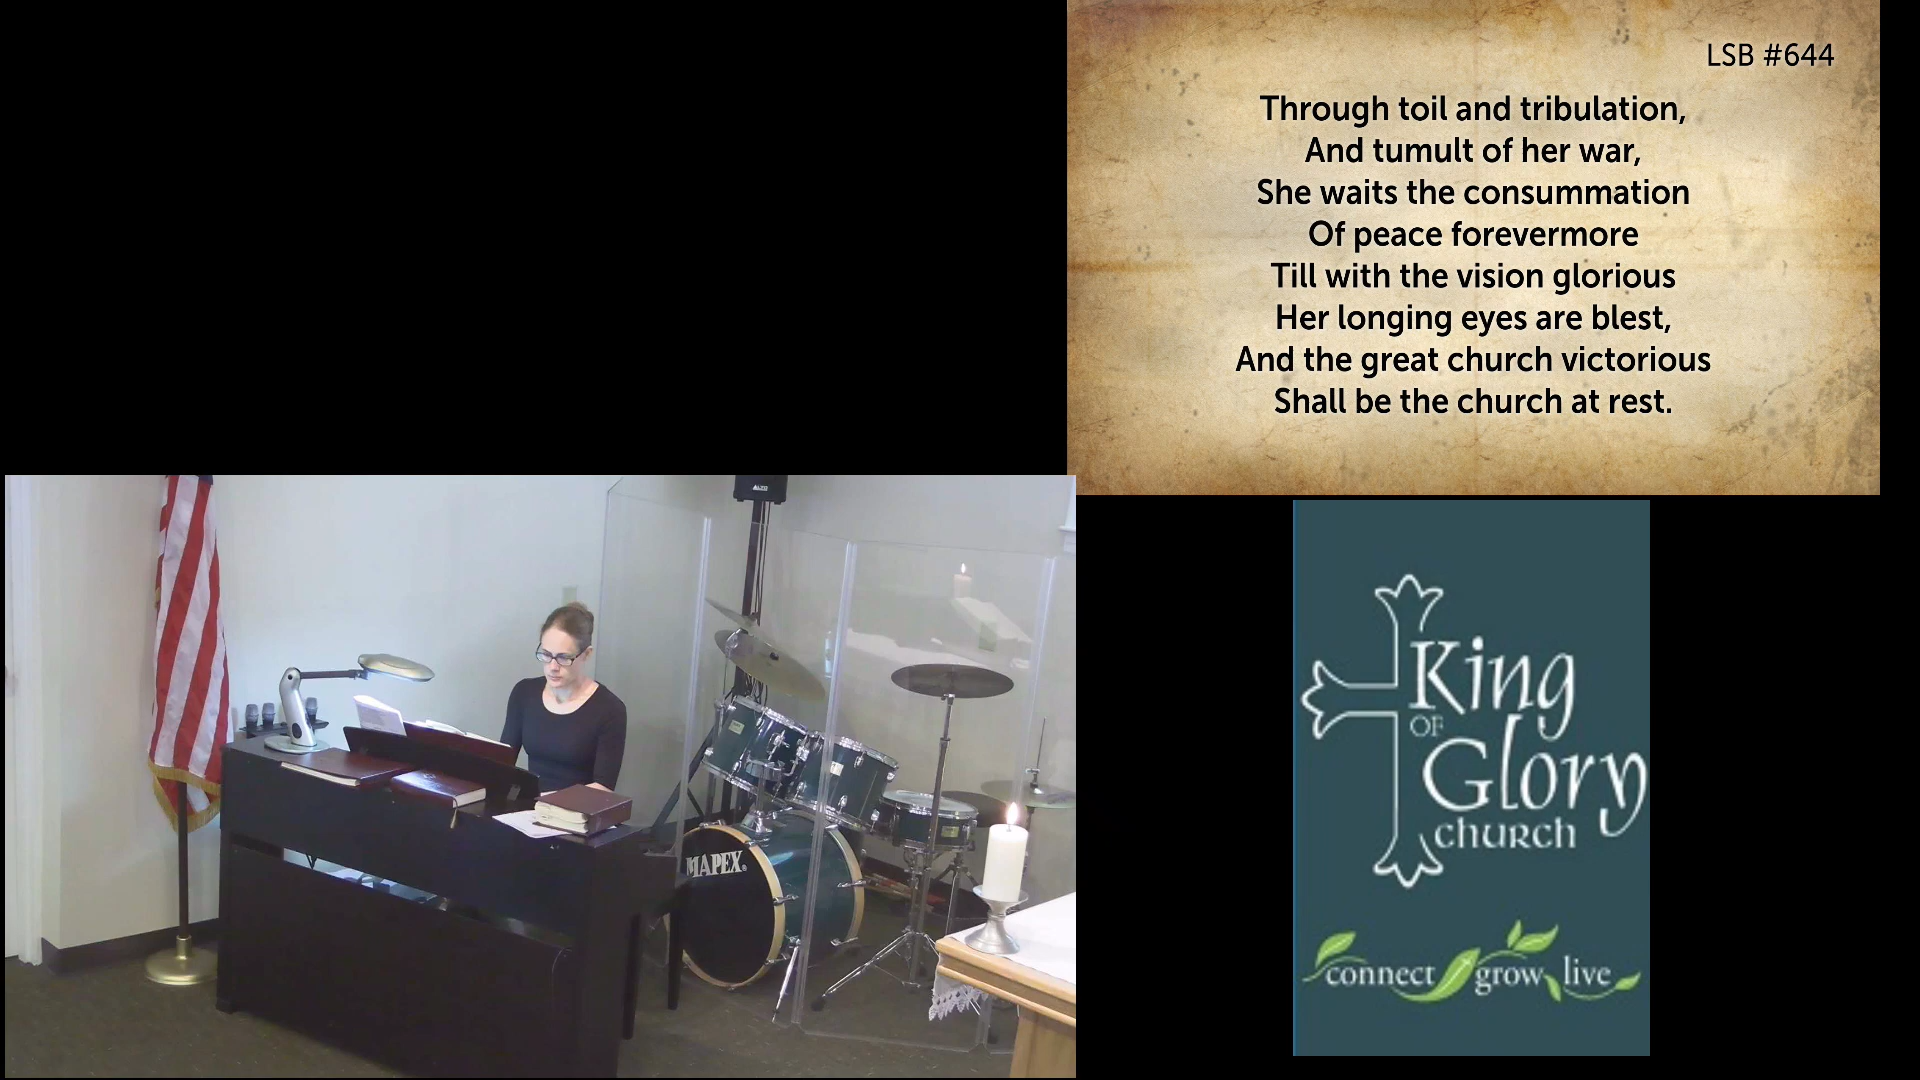 LSB #644
Through toil and tribulation,
And tumult of her war,
She waits the consummation
Of peace forevermore
Till with the vision glorious
Her longing eyes are blest,
And the great church victorious
Shall be the church at rest.
ALTO
MAPEX
King
OF
Glory
church
connect grow live